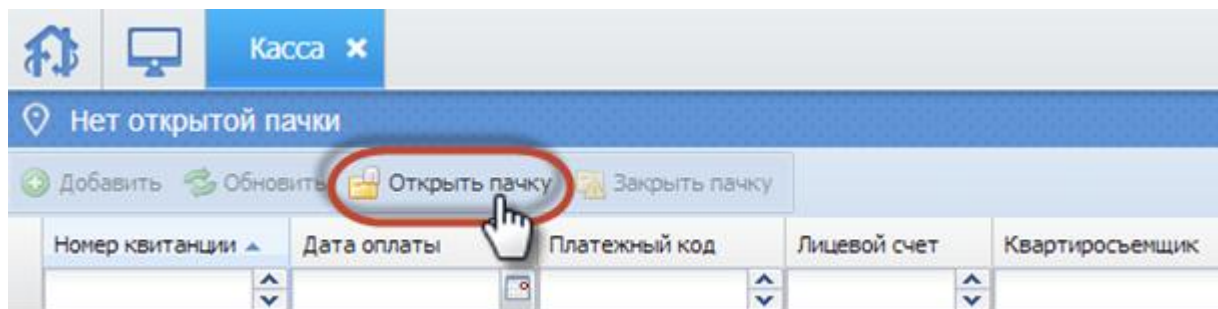 Касса
Нет открытой пачки
Добавить Обновить Открыть пачку Закрыть пачку
Номер квитанции Дата оплаты Платежный код Лицевой счет Квартиросъемщик